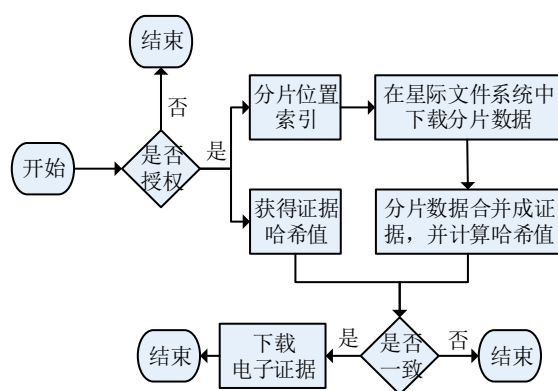 结束
否
开始
是否
授权
是
分片位置
索引
在星际文件系统中
下载分片数据
获得证据
哈希值
分片数据合并成证
据，并计算哈希值
结束
下载
电子证据
是
是否
一致
否
结束